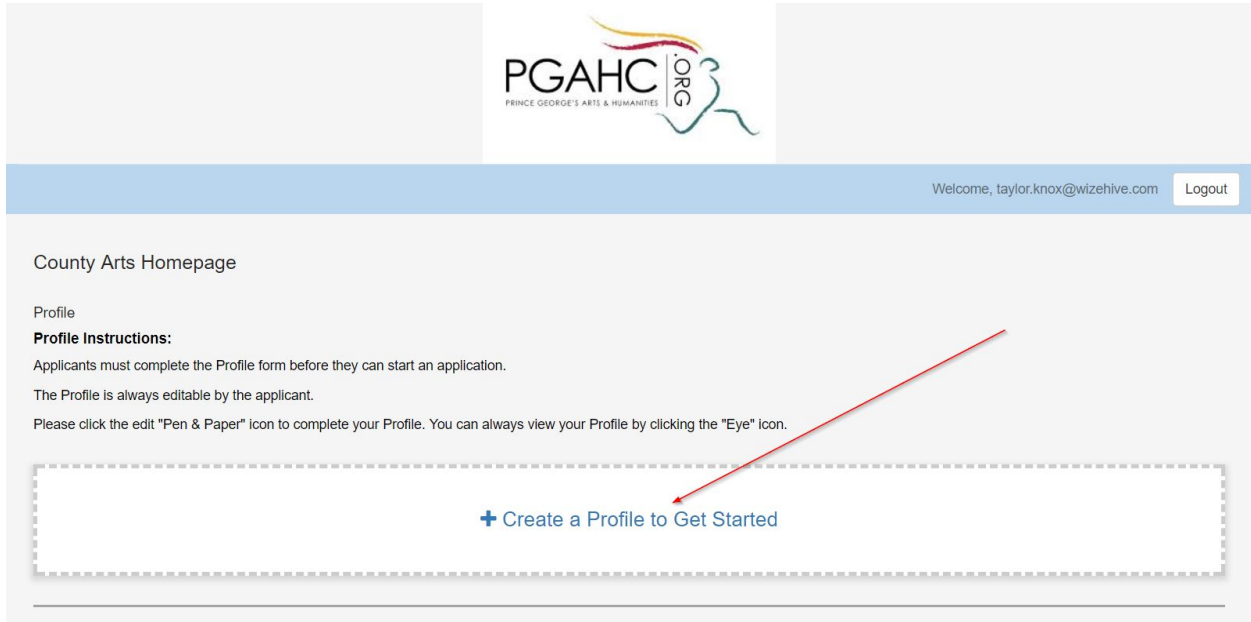 PGAHC
.ORG
PRINCE GEORGE'S ARTS & HUMANITIES
Welcome, taylor.knox@wizehive.com
Logout
County Arts Homepage
Profile
Profile Instructions:
Applicants must complete the Profile form before they can start an application.
The Profile is always editable by the applicant.
Please click the edit "Pen & Paper" icon to complete your Profile. You can always view your Profile by clicking the "Eye" icon.
+ Create a Profile to Get Started